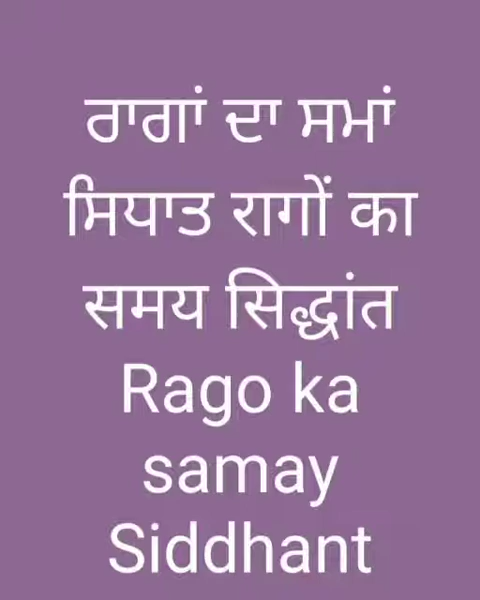 ਰਾਗਾਂ ਦਾ ਸਮਾਂ
ਸਿਧਾਤ रागों का
समय सिद्धांत
Rago ka
samay
Siddhant